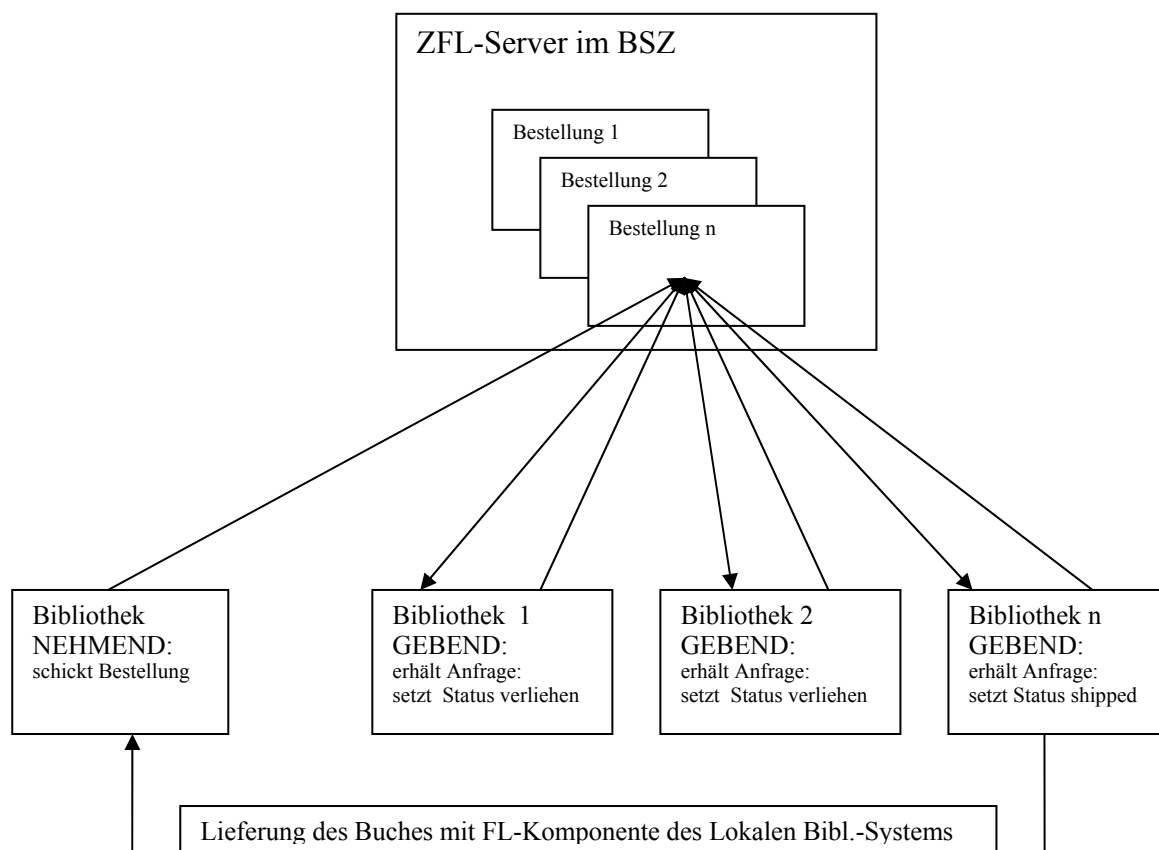 ZFL-Server im BSZ
Bestellung 1
Bestellung 2
Bestellung n
Bibliothek
NEHMEND:
schickt Bestellung
Bibliothek 1
GEBEND:
erhält Anfrage:
setzt Status verliehen
Bibliothek 2
GEBEND:
erhält Anfrage:
setzt Status verliehen
Bibliothek n
GEBEND:
erhält Anfrage:
setzt Status shipped
Lieferung des Buches mit FL-Komponente des Lokalen Bibl.-Systems